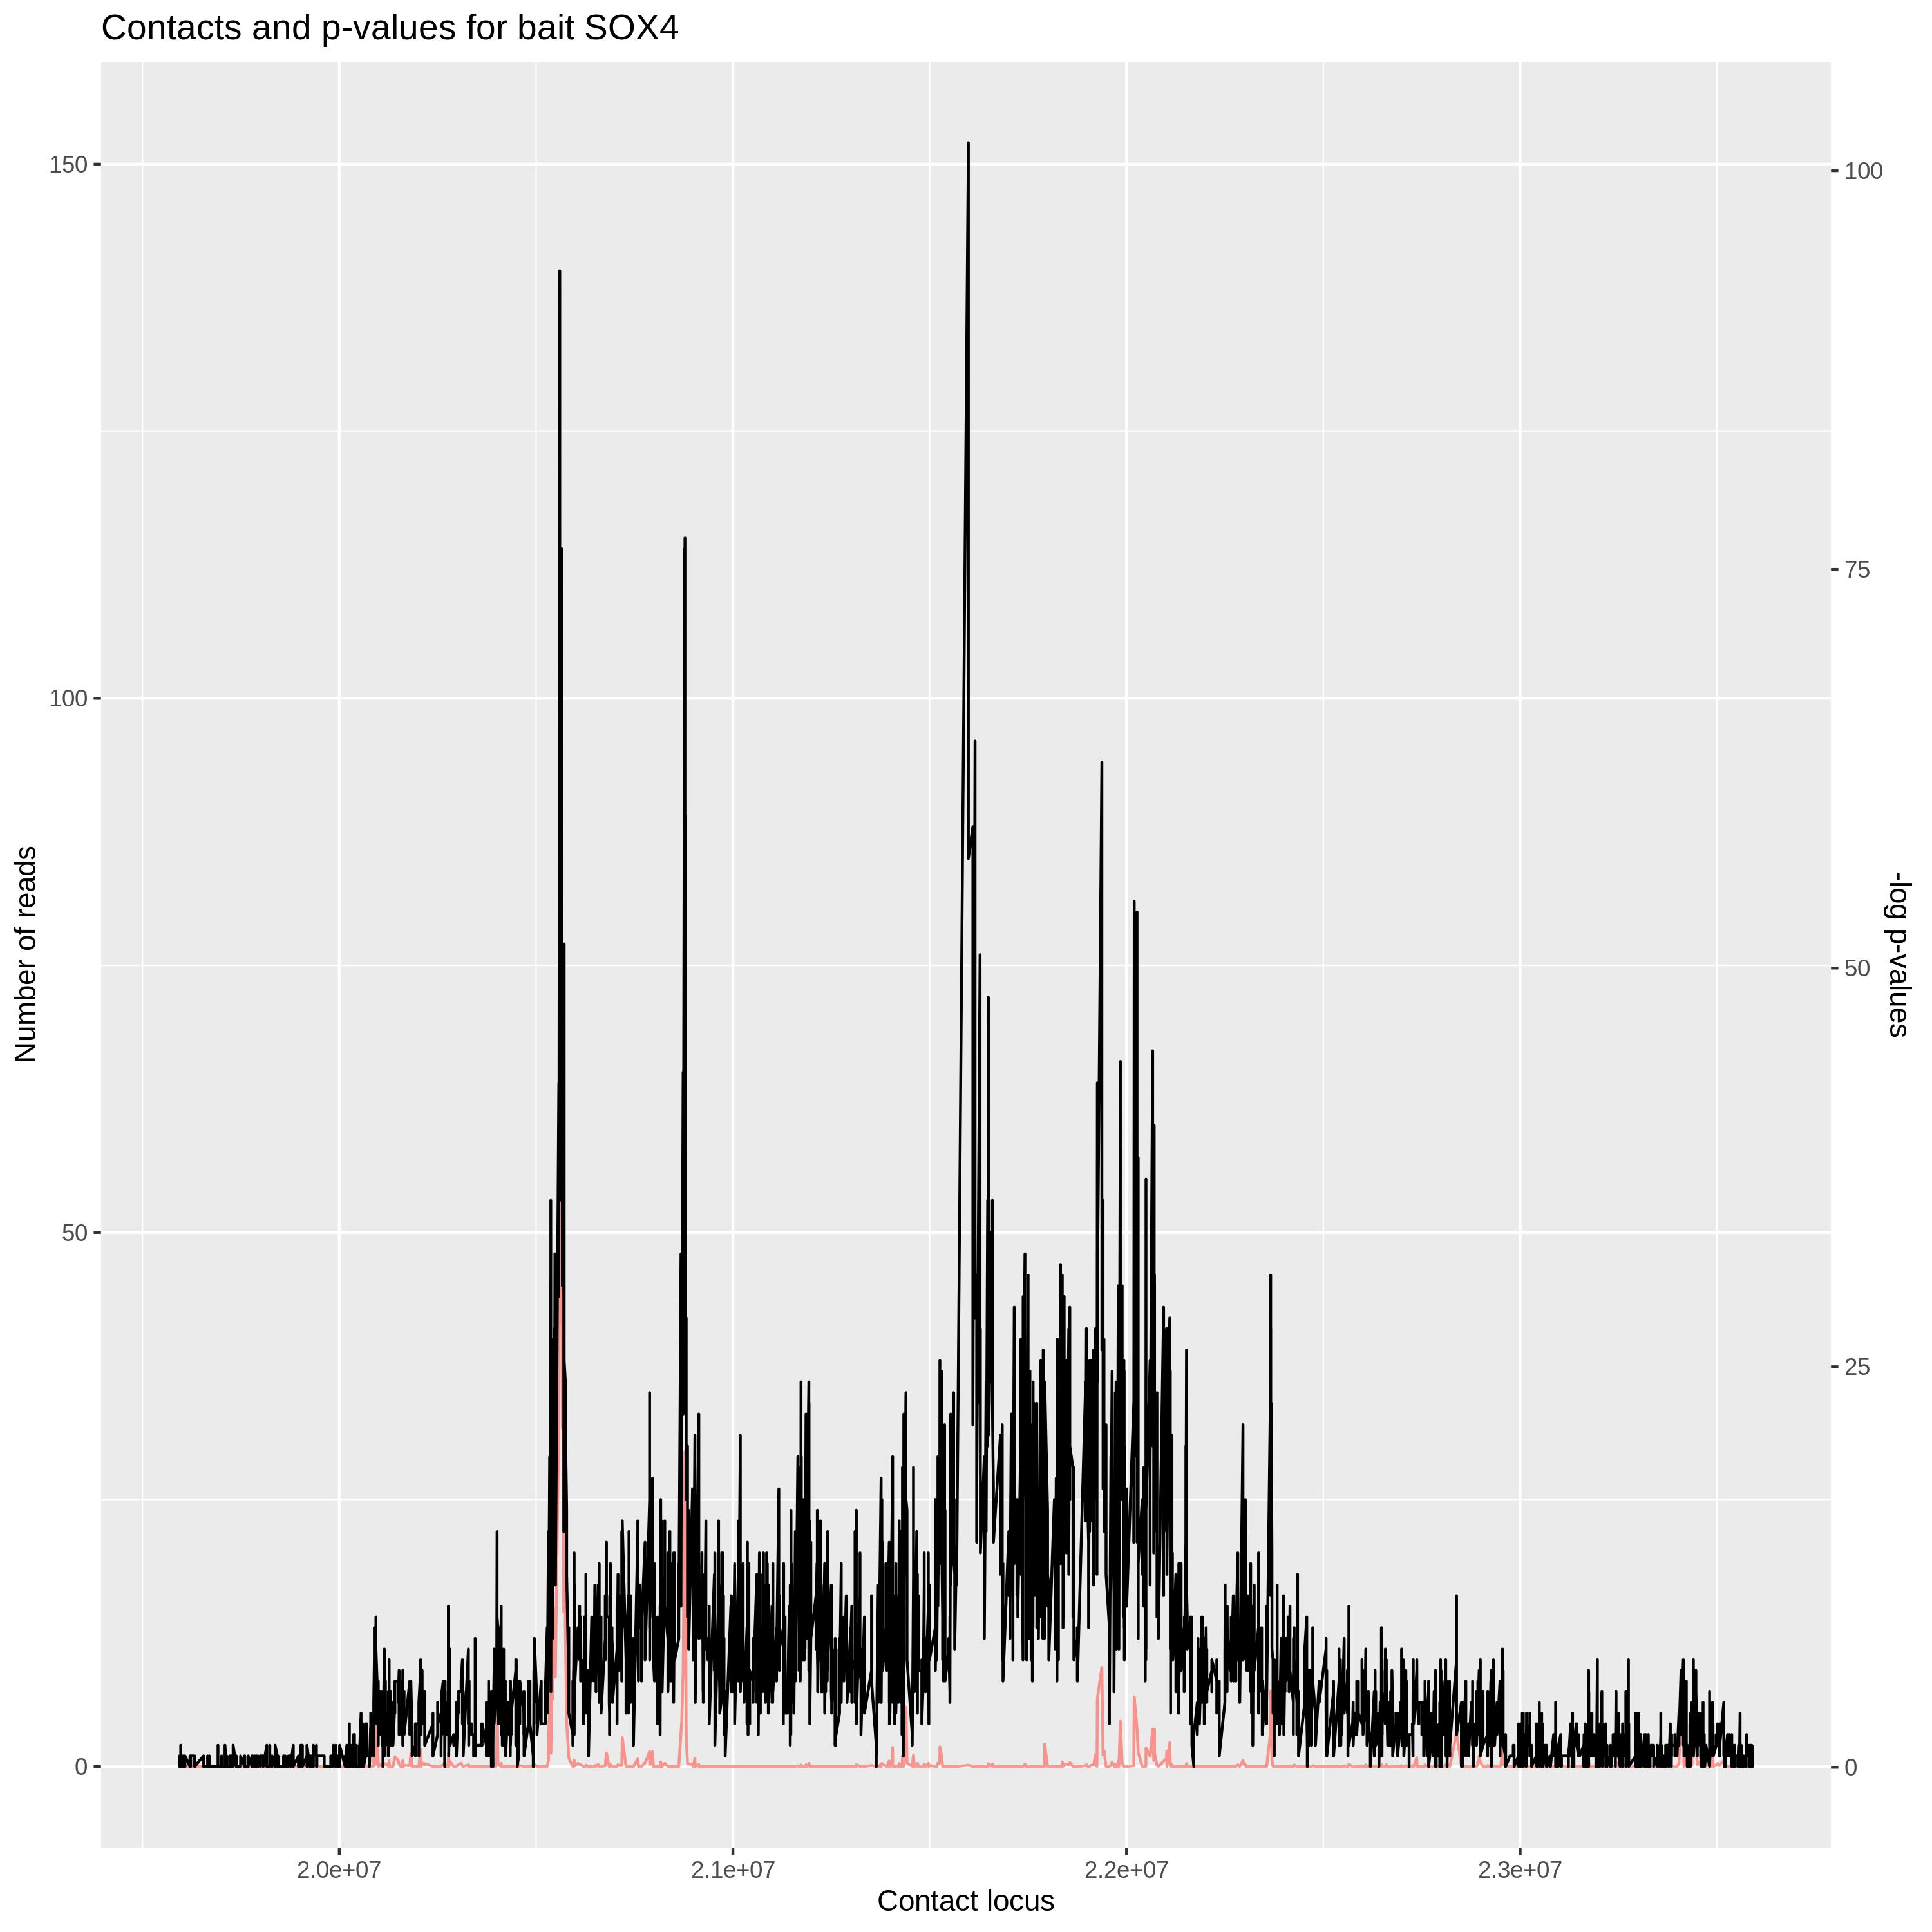 Contacts and p-values for bait SOX4
150
100
50
0
Number of reads
100
75
50
25
0
-log p-values
2.0e+07
2.1e+07
2.2e+07
2.3e+07
Contact locus